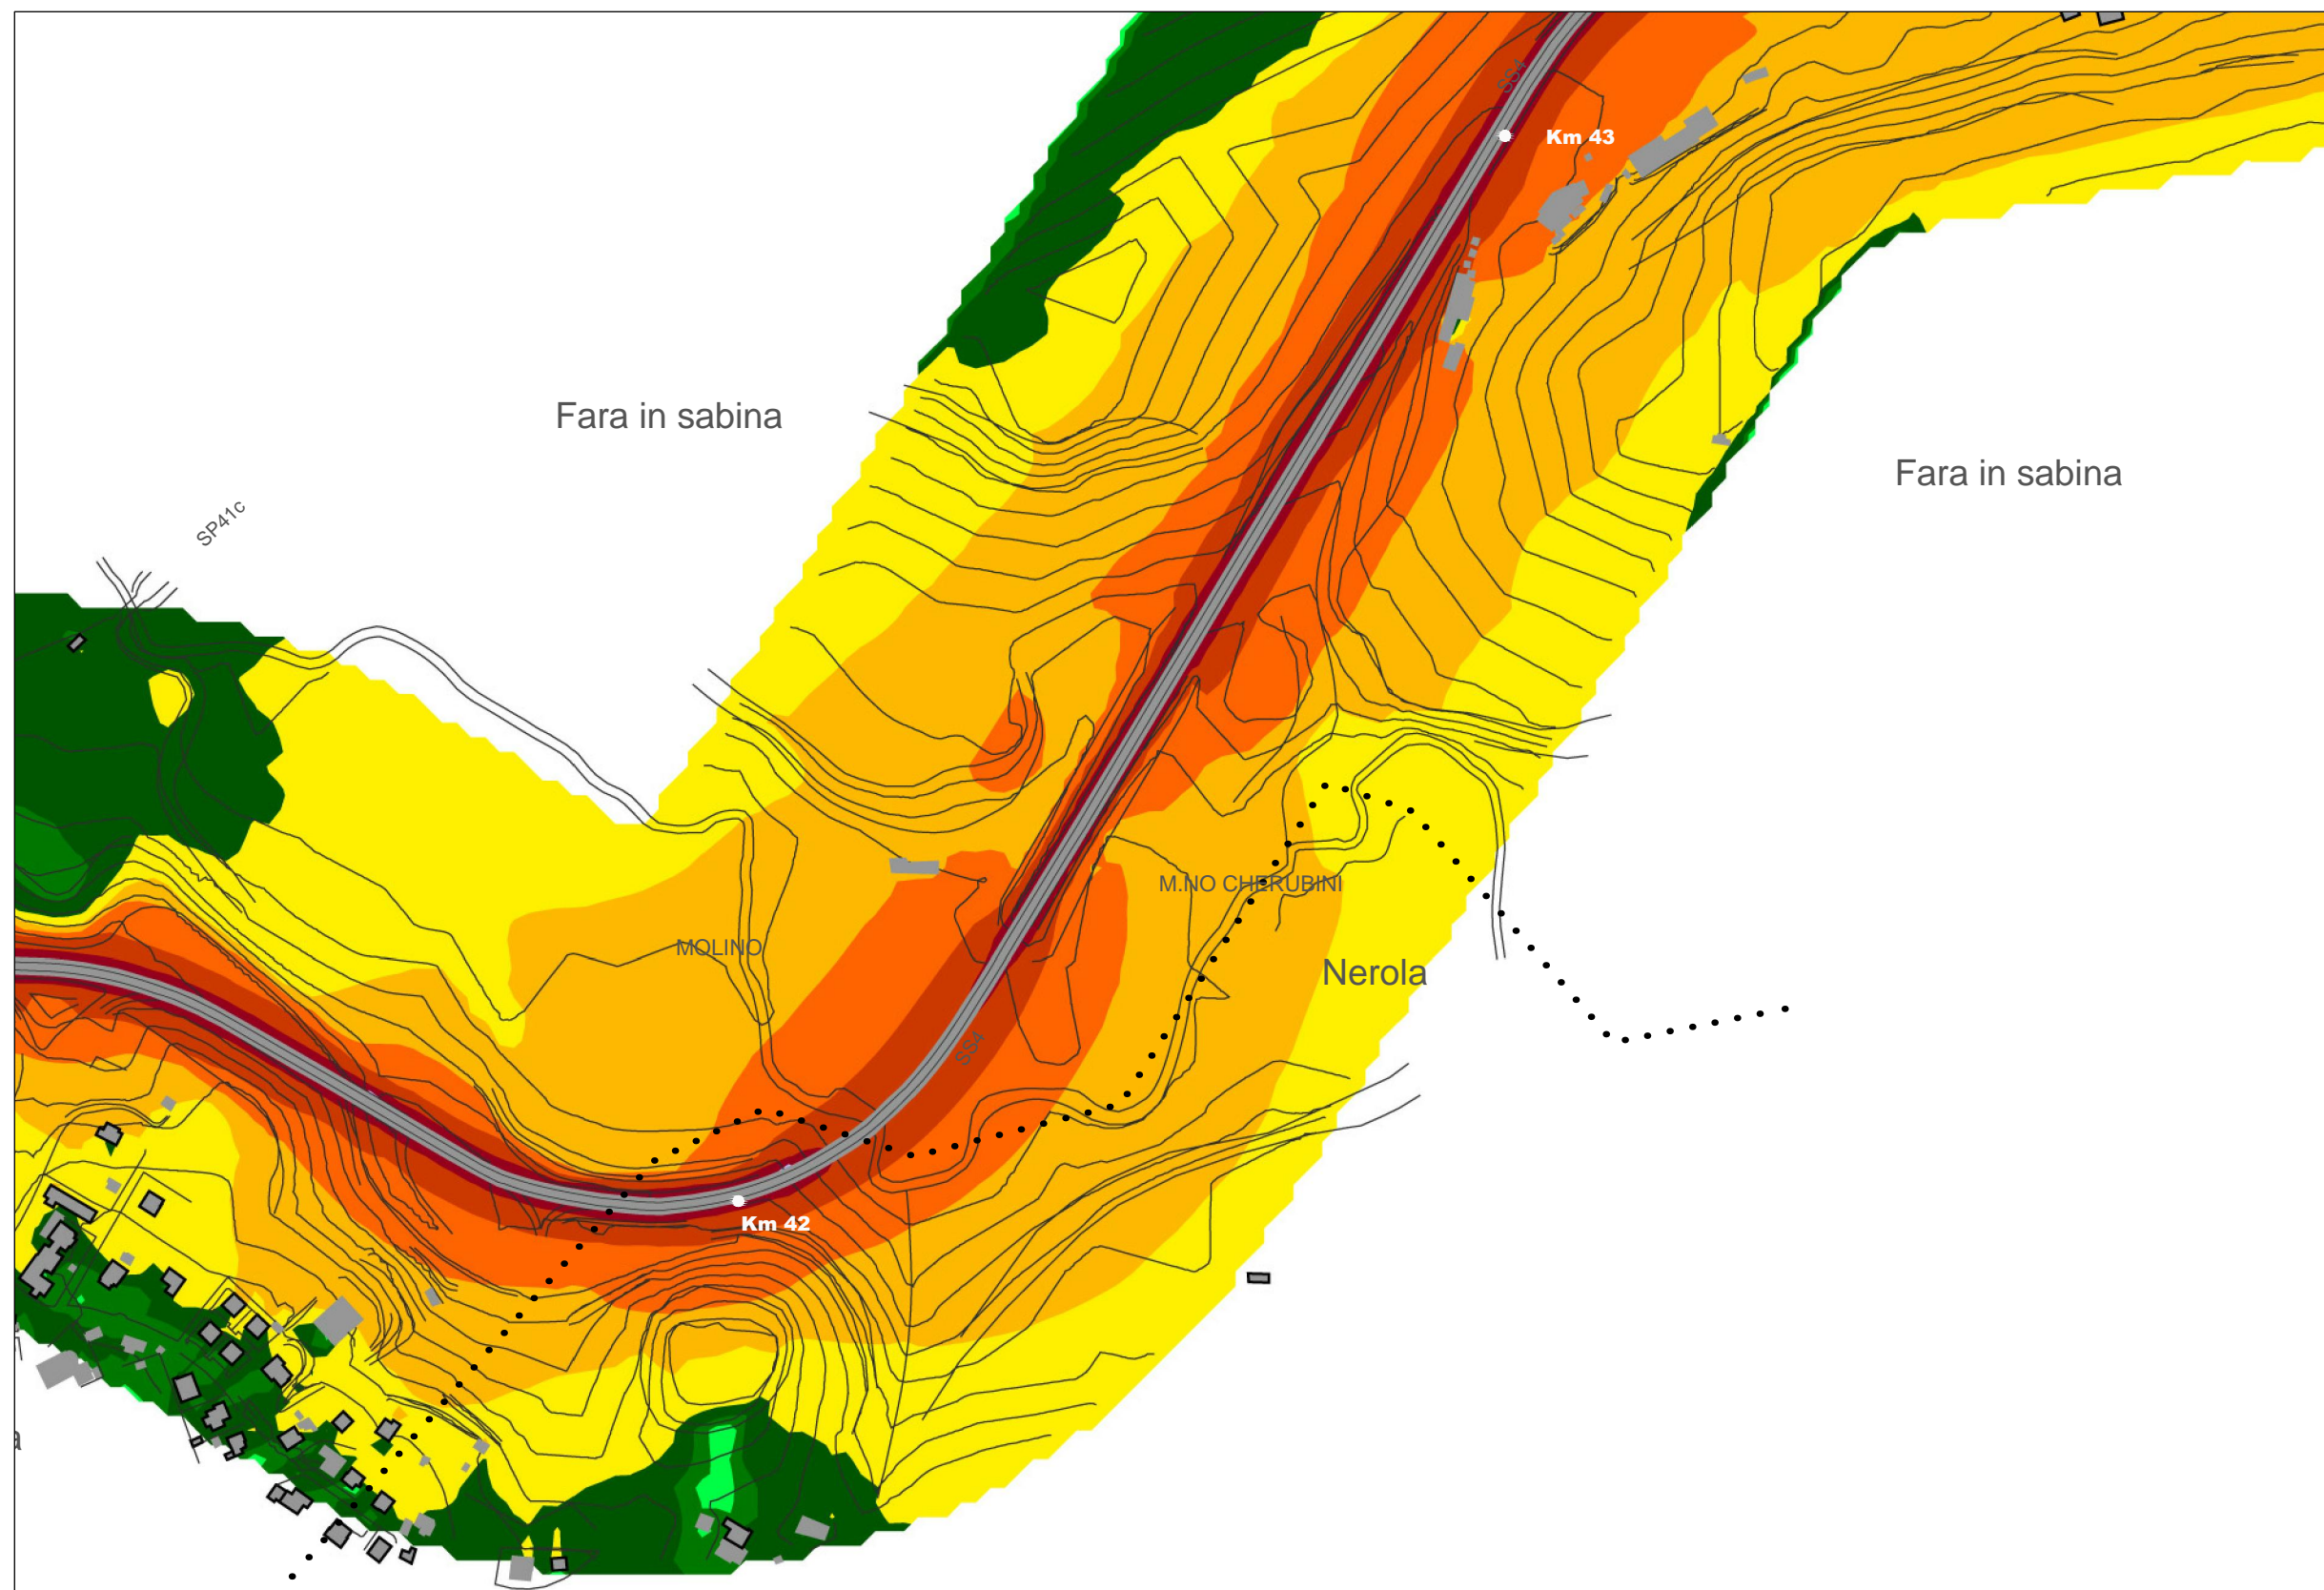 SS4
Km 43
Fara in sabina
Fara in sabina
SP41c
M.NO CHERUBINI
MOLINO
Nerola
SS4
Km 42
a